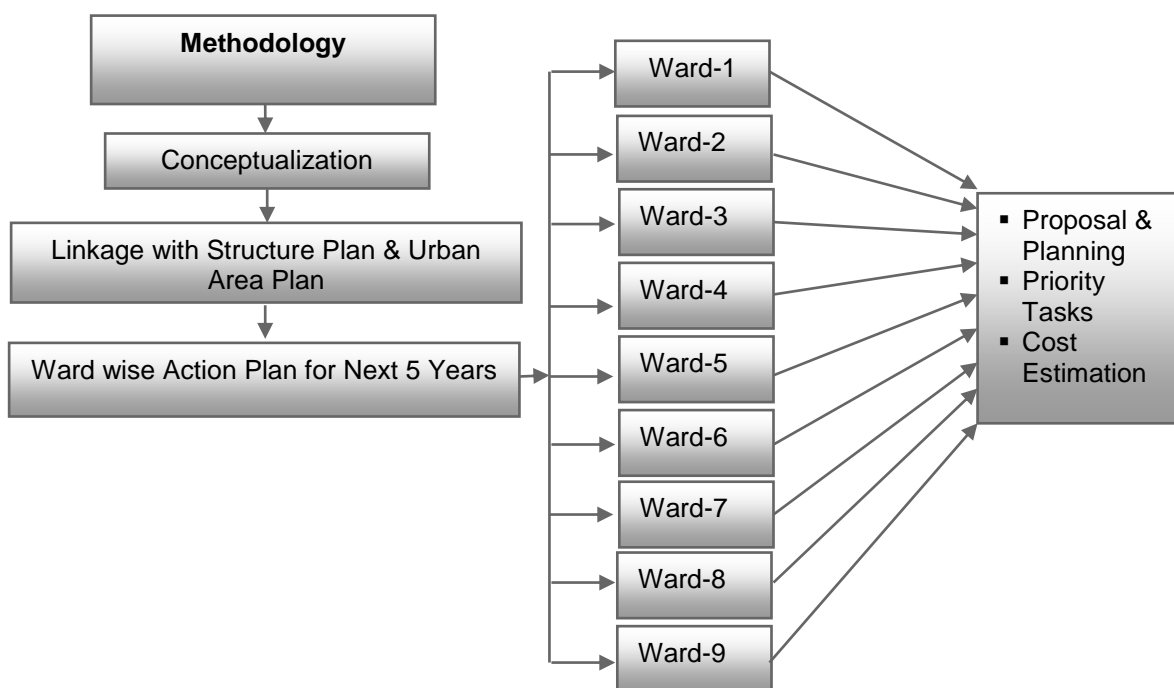 Methodology
Conceptualization
Linkage with Structure Plan & Urban
Area Plan
Ward wise Action Plan for Next 5 Years
Ward-1
Ward-2
Ward-3
Ward-4
Ward-5
Ward-6
Ward-7
Ward-8
Ward-9
▪ Proposal &
Planning
▪ Priority
Tasks
▪ Cost
Estimation